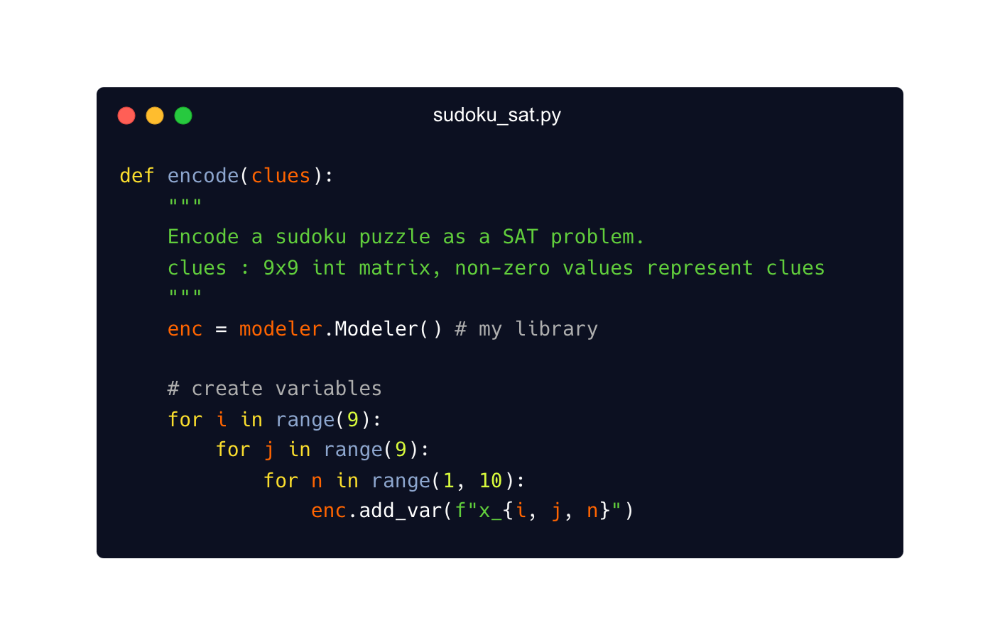 sudoku_sat.py
def encode(clues):
    """
    Encode a sudoku puzzle as a SAT problem.
    clues : 9x9 int matrix, non-zero values represent clues
    """
    enc = modeler.Modeler() # my library

    # create variables
    for i in range(9):
        for j in range(9):
            for n in range(1, 10):
                enc.add_var(f"x_{i, j, n}")